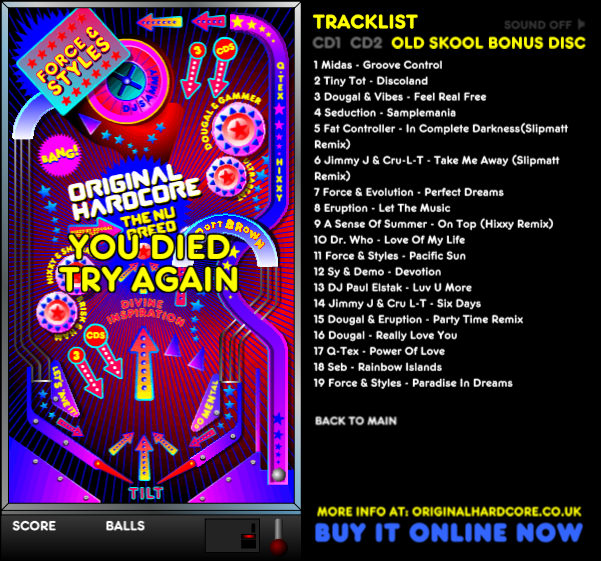 FORCE &
STYLES
DJ SAMMY
3
CDS
Q-TEX
HIXXY
DOUGAL & GAMMER
BANG!
ORIGINAL
HARDCORE
THE NU
BREED
YOU DIED
TRY AGAIN
DIVINE
INSPIRATION
3
CDS
LET'S AVE IT!
GO MENTAL
TILT
SCORE
BALLS
TRACKLIST
SOUND OFF
CD1 CD2 OLD SKOOL BONUS DISC
1 Midas - Groove Control
2 Tiny Tot - Discoland
3 Dougal & Vibes - Feel Real Free
4 Seduction - Samplemania
5 Fat Controller - In Complete Darkness(Slipmatt
Remix)
6 Jimmy J & Cru-L-T - Take Me Away (Slipmatt
Remix)
7 Force & Evolution - Perfect Dreams
8 Eruption - Let The Music
9 A Sense Of Summer - On Top (Hixxy Remix)
10 Dr. Who - Love Of My Life
11 Force & Styles - Pacific Sun
12 Sy & Demo - Devotion
13 DJ Paul Elstak - Luv U More
14 Jimmy J & Cru L-T - Six Days
15 Dougal & Eruption - Party Time Remix
16 Dougal - Really Love You
17 Q-Tex - Power Of Love
18 Seb - Rainbow Islands
19 Force & Styles - Paradise In Dreams
BACK TO MAIN
MORE INFO AT: ORIGINALHARDCORE.CO.UK
BUY IT ONLINE NOW